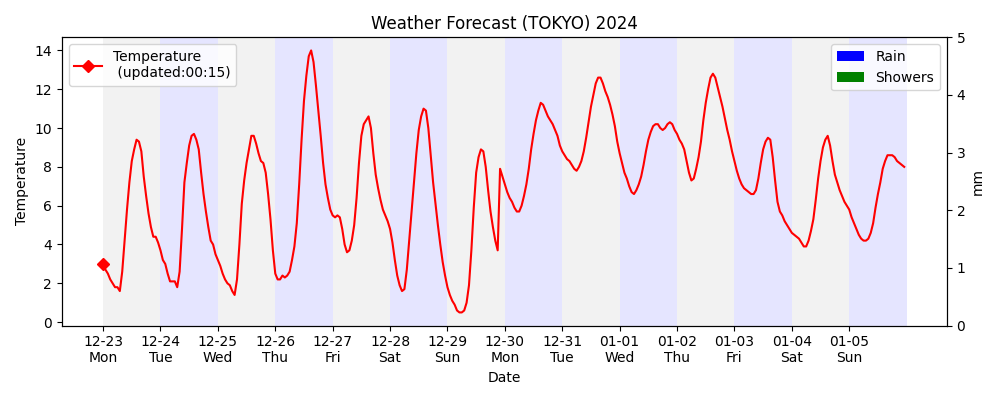 Weather Forecast (TOKYO) 2024
Temperature
(updated:00:15)
Rain
Showers
14
12
10
8
6
4
2
0
Temperature
5
4
3
2
1
0
mm
12-23 12-24 12-25 12-26 12-27 12-28 12-29 12-30 12-31 01-01 01-02 01-03 01-04 01-05
Mon Tue Wed Thu Fri Sat Sun Mon Tue Wed Thu Fri Sat Sun
Date